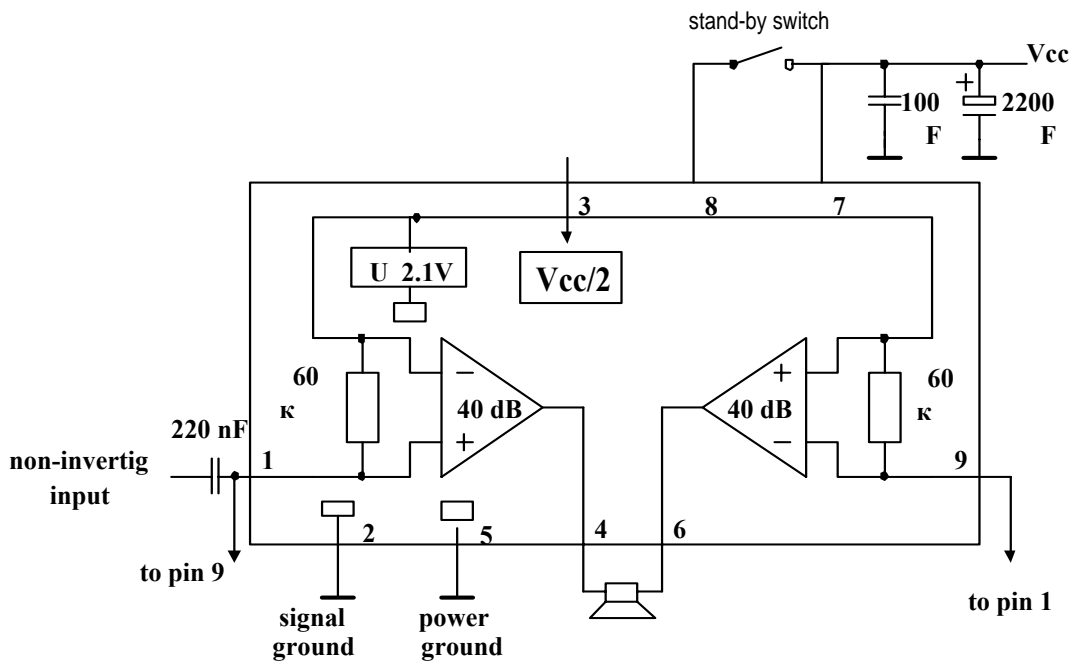 stand-by switch
Vcc
+
100
2200
F
F
3
8
7
U 2.1V
Vcc/2
60
к
−
40 dB
+
+
40 dB
−
60
к
220 nF
non-invertig
input
1
9
2
5
4
6
to pin 9
to pin 1
signal
ground
power
ground